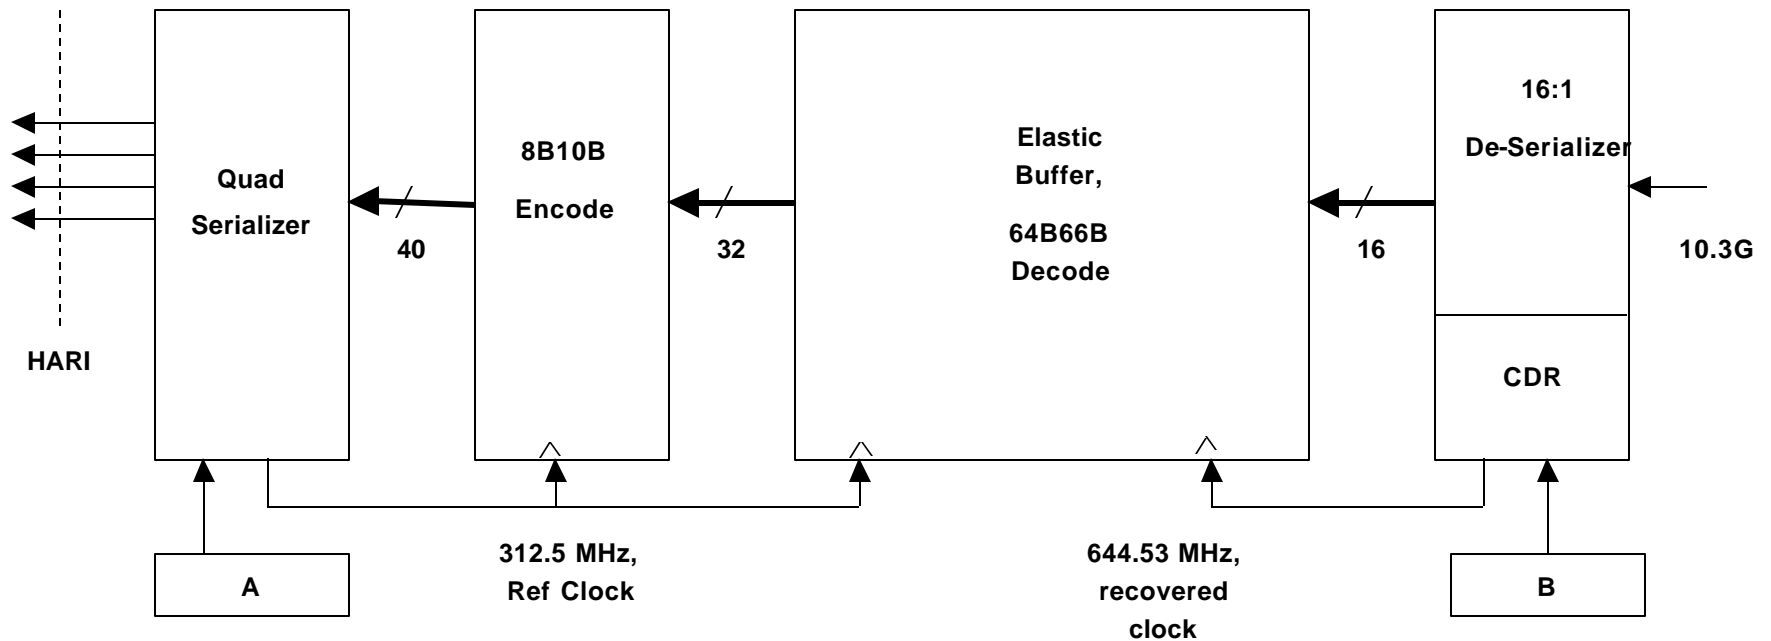 HARI
Quad
Serializer
A
40
8B10B
Encode
312.5 MHz,
Ref Clock
32
Elastic
Buffer,
64B66B
Decode
644.53 MHz,
recovered
clock
16
16:1
De-Serializer
CDR
B
10.3G